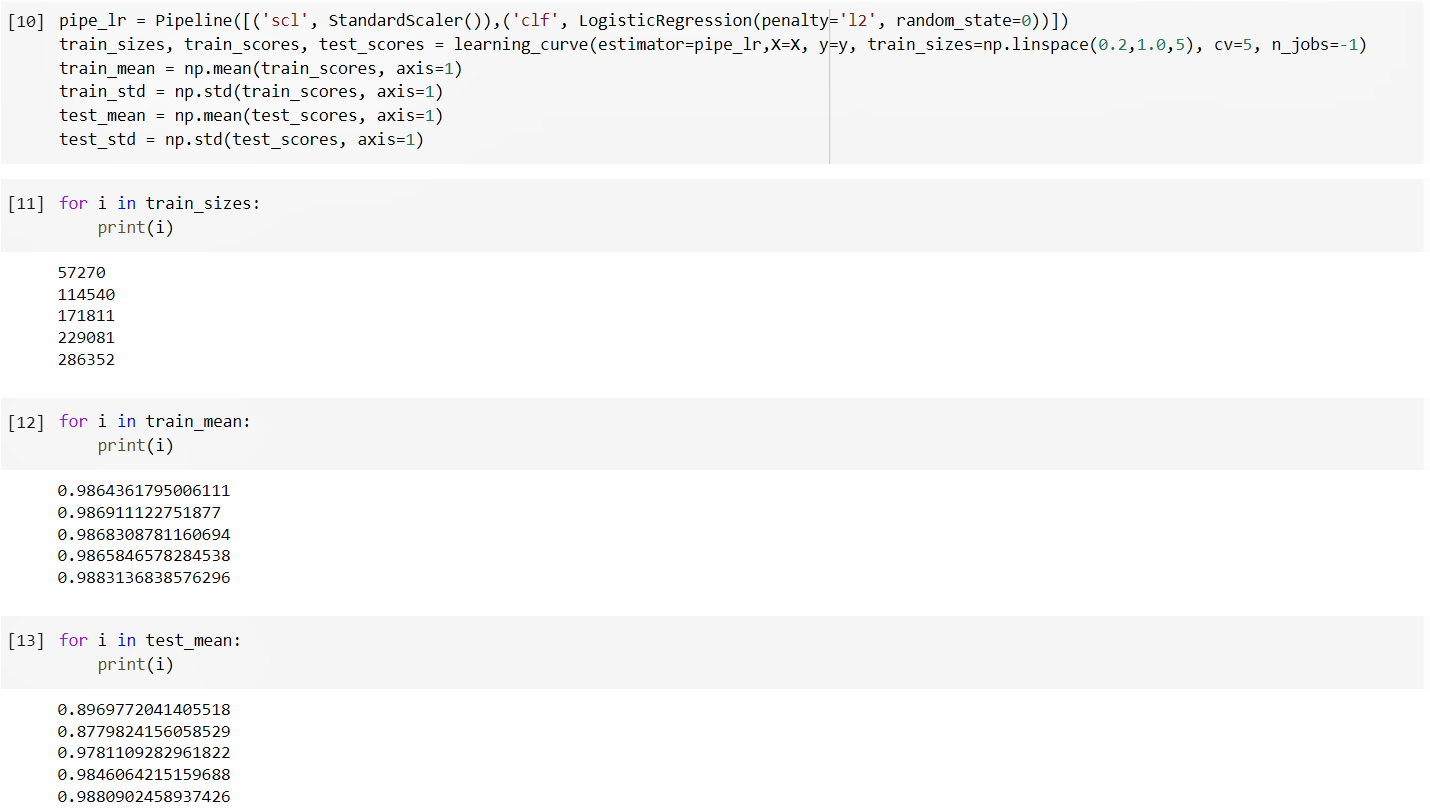 [10] pipe_lr = Pipeline([('scl', StandardScaler()),('clf', LogisticRegression(penalty='l2', random_state=0))])
train_sizes, train_scores, test_scores = learning_curve(estimator=pipe_lr,X=X, y=y, train_sizes=np.linspace(0.2,1.0,5), cv=5, n_jobs=-1)
train_mean = np.mean(train_scores, axis=1)
train_std = np.std(train_scores, axis=1)
test_mean = np.mean(test_scores, axis=1)
test_std = np.std(test_scores, axis=1)
[11] for i in train_sizes:
print(i)
57270
114540
171811
229081
286352
[12] for i in train_mean:
print(i)
0.9864361795006111
0.986911122751877
0.9868308781160694
0.9865846578284538
0.9883136838576296
[13] for i in test_mean:
print(i)
0.8969772041405518
0.8779824156058529
0.9781109282961822
0.9846064215159688
0.9880902458937426